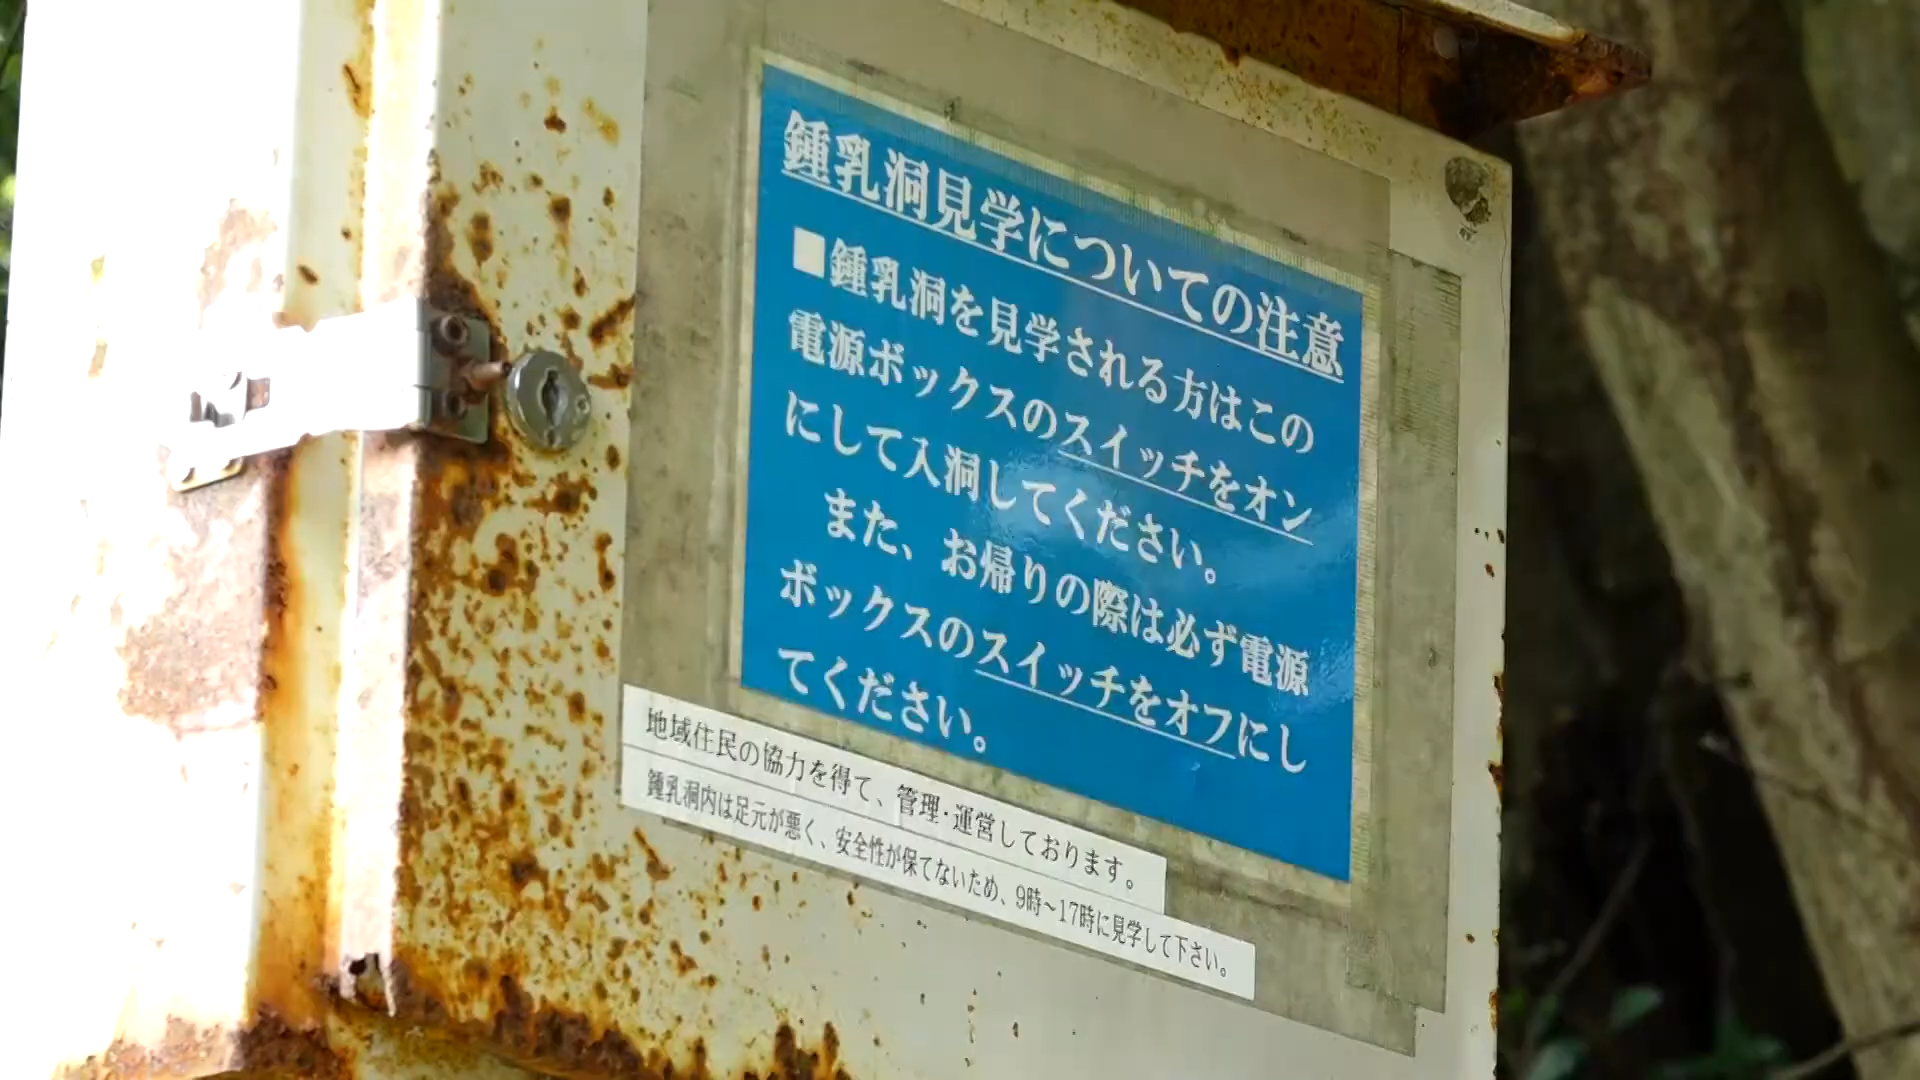 鍾乳洞見学についての注意
■鍾乳洞を見学される方はこの
電源ボックスのスイッチをオン
にして入洞してください。
また、お帰りの際は必ず電源
ボックスのスイッチをオフにし
てください。
地域住民の協力を得て、管理･運営しております。
鍾乳洞内は足元が悪く、安全性が保てないため、9時～17時に見学して下さい。